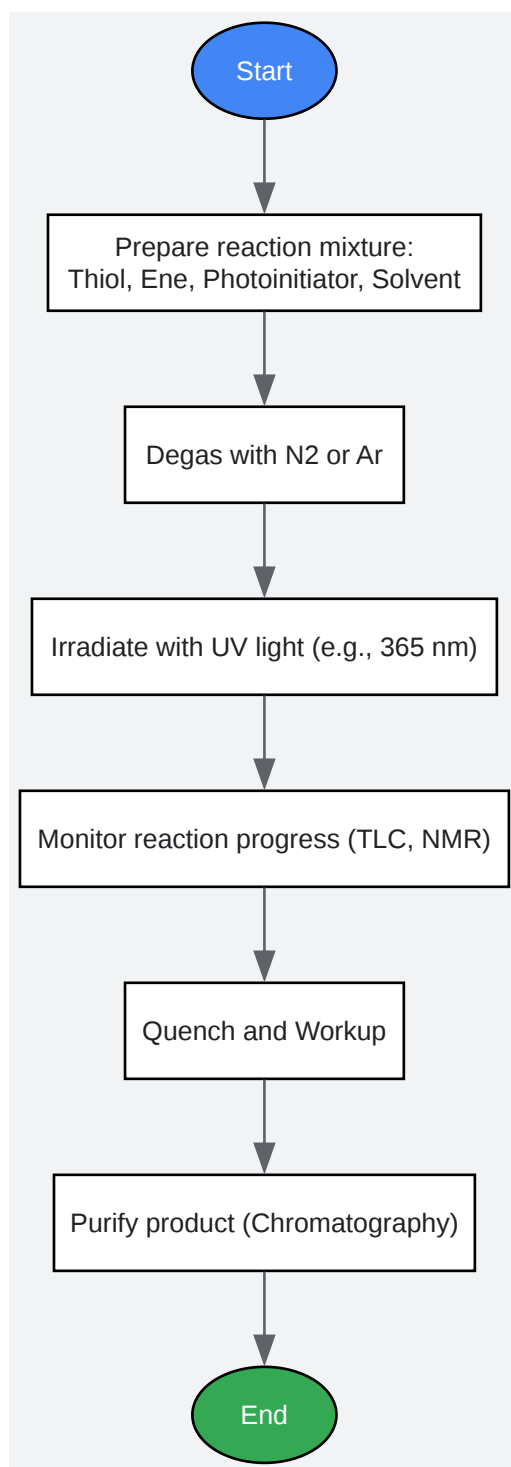 Start
Prepare reaction mixture:
Thiol, Ene, Photoinitiator, Solvent
Degas with N2 or Ar
Irradiate with UV light (e.g., 365 nm)
Monitor reaction progress (TLC, NMR)
Quench and Workup
Purify product (Chromatography)
End